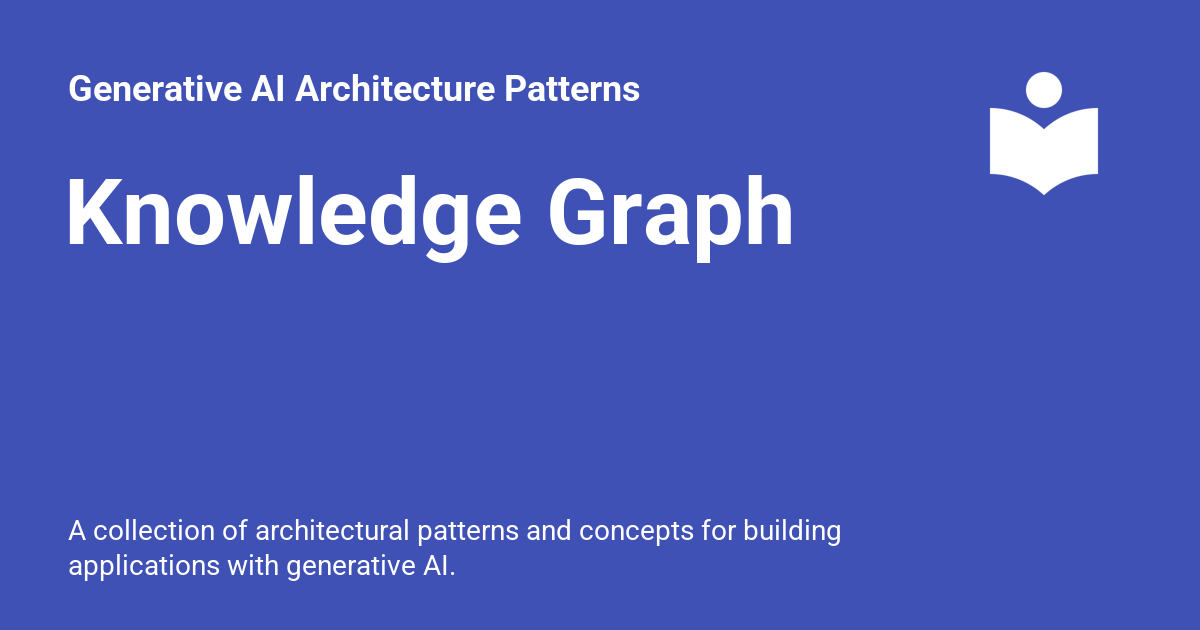 Generative AI Architecture Patterns
Knowledge Graph
A collection of architectural patterns and concepts for building
applications with generative AI.